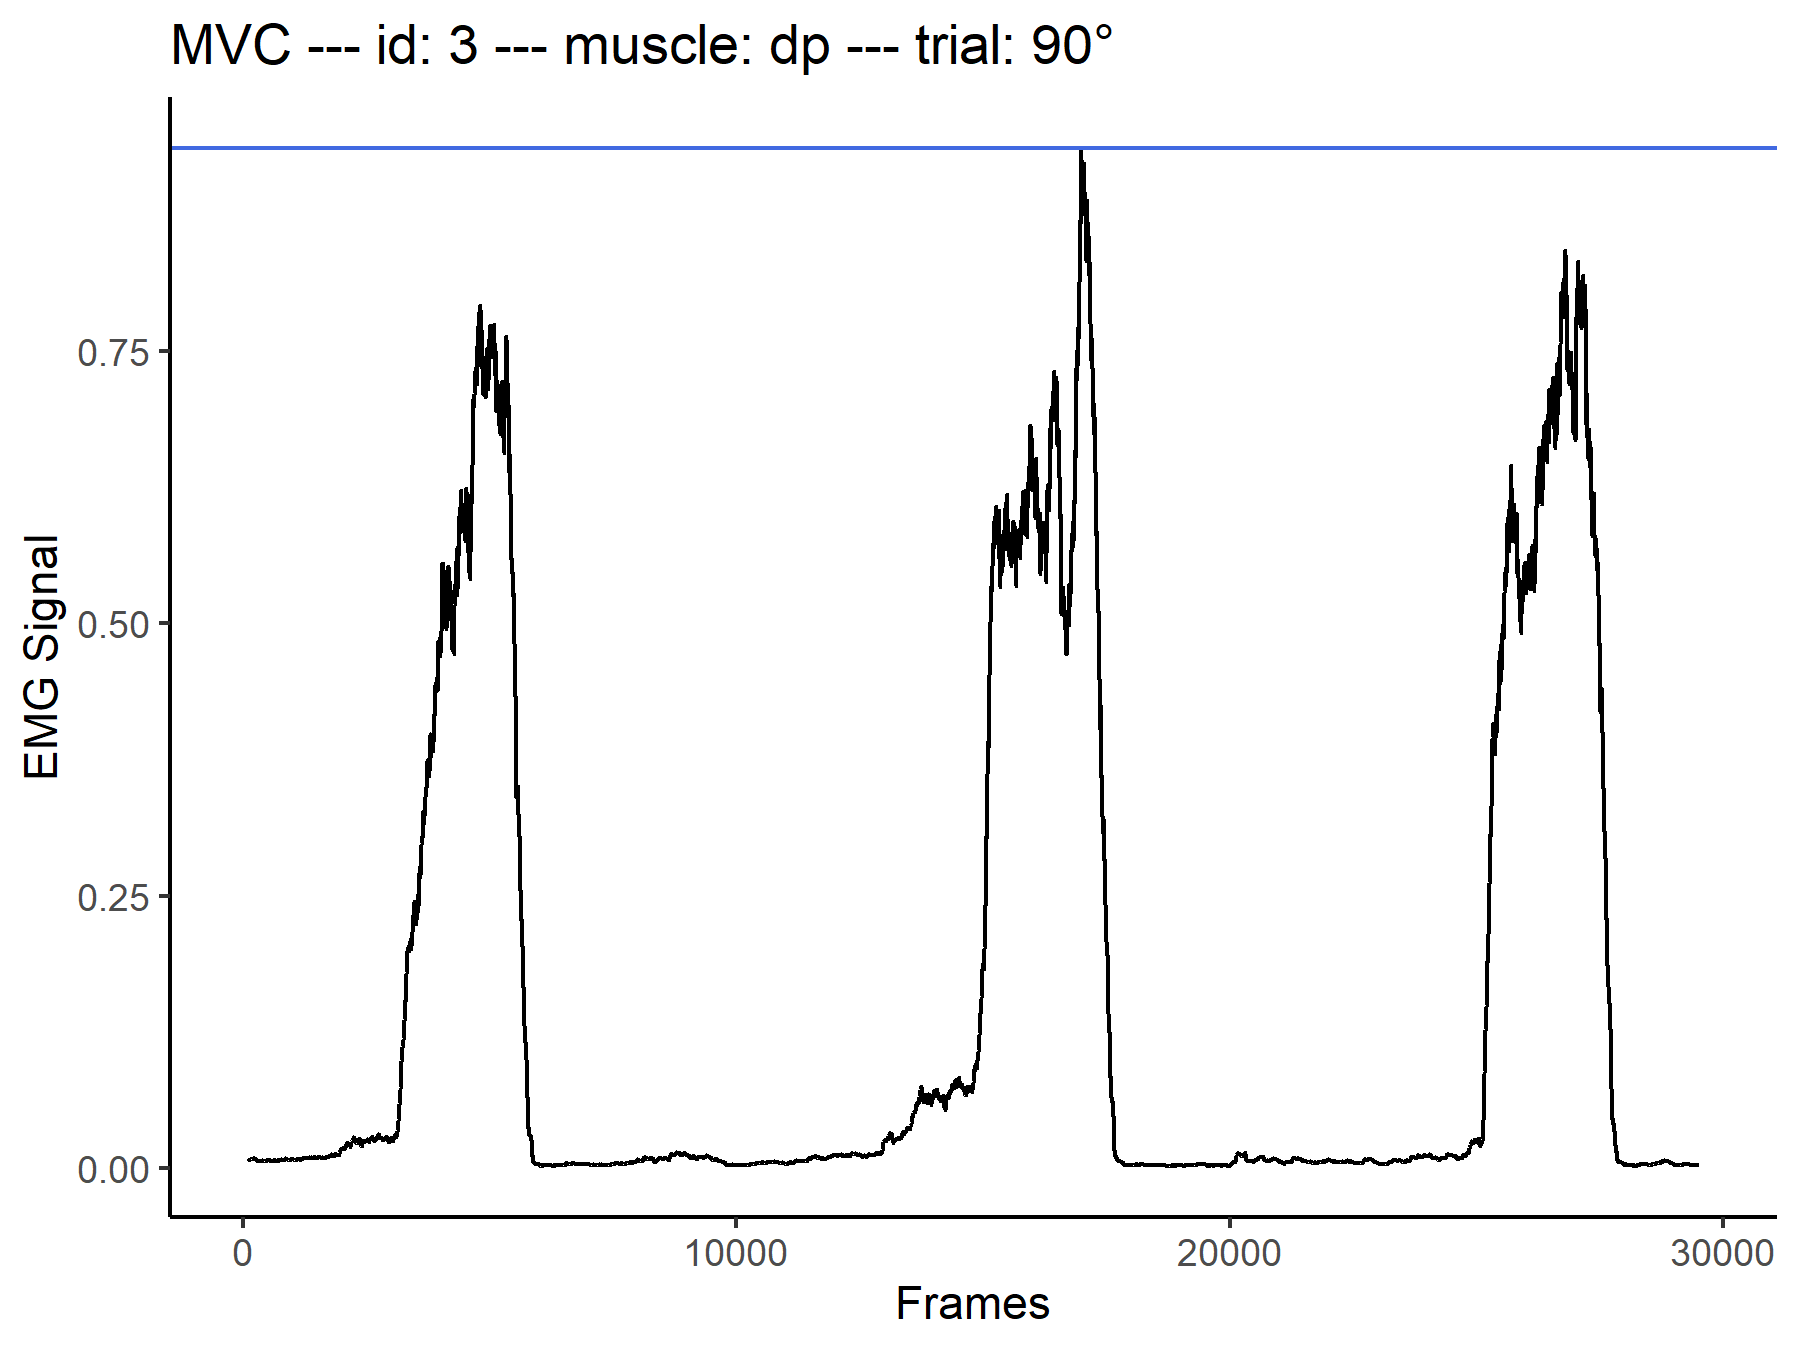 MVC --- id: 3 --- muscle: dp --- trial: 90°
EMG Signal
0.75
0.50
0.25
0.00
0 10000 20000 30000
Frames